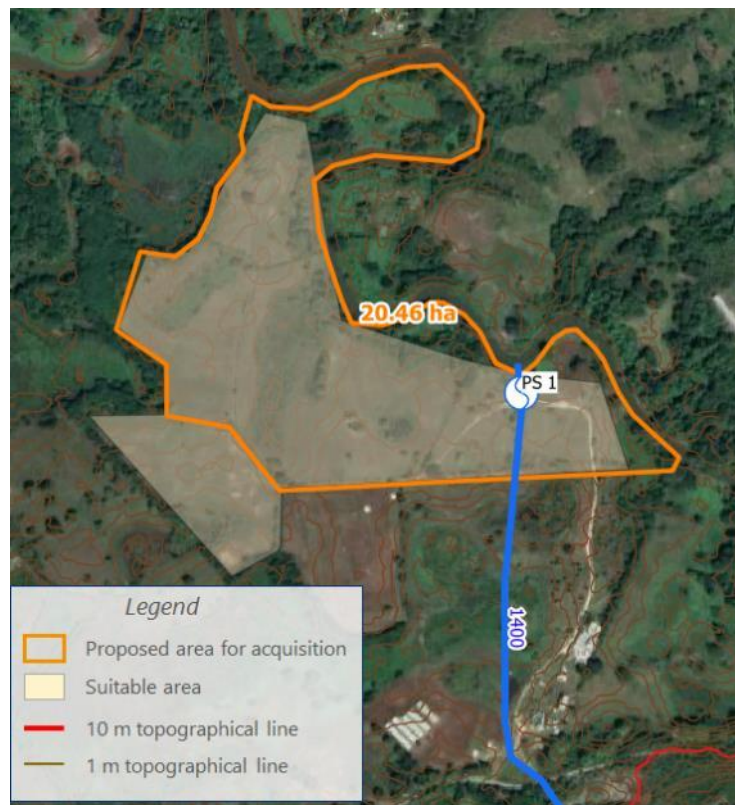 20.46 ha
PS 1
1400
Legend
Proposed area for acquisition
Suitable area
10 m topographical line
1 m topographical line